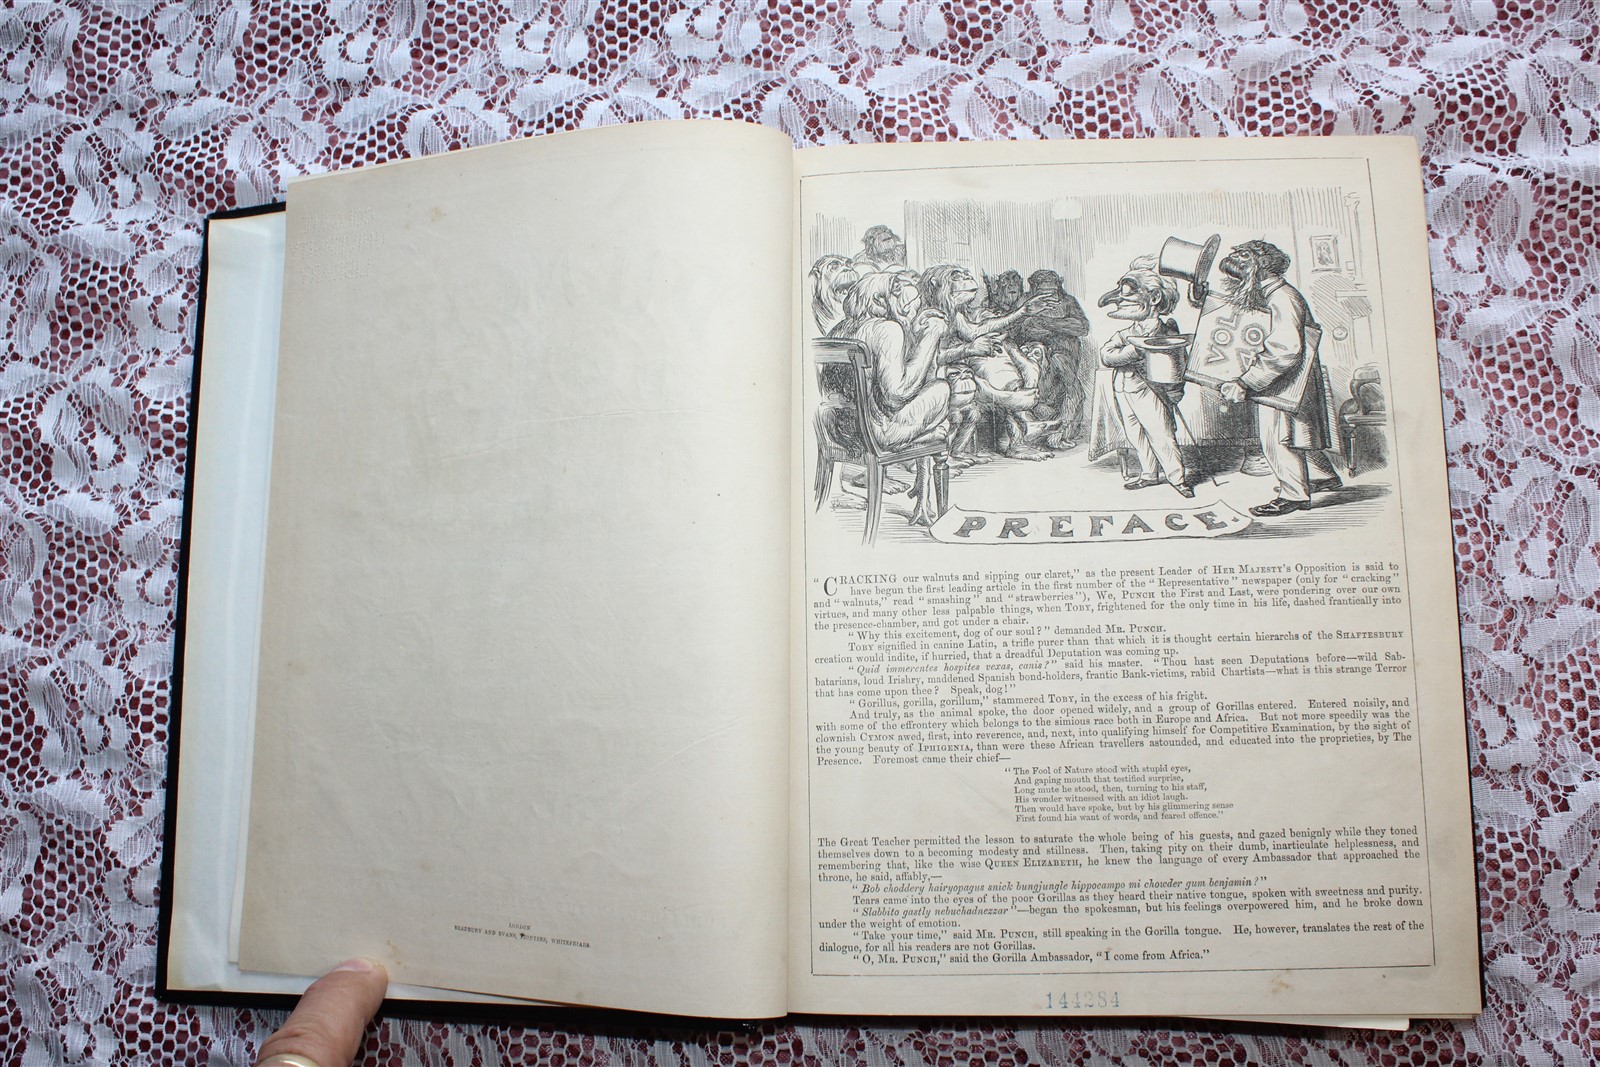 LONDON
BRADBURY AND EVANS, PRINTERS, WHITEFRIARS.
VOL
40
PREFACE.
"CRACKING our walnuts and sipping our claret," as the present Leader of HER MAJESTY'S Opposition is said to
have begun the first leading article in the first number of the "Representative" newspaper (only for "cracking"
and "walnuts," read "smashing" and "strawberries"), We, PUNCH the First and Last, were pondering over our own
virtues, and many other less palpable things, when TOBY, frightened for the only time in his life, dashed frantically into
the presence-chamber, and got under a chair.
"Why this excitement, dog of our soul?" demanded MR. PUNCH.
TOBY signified in canine Latin, a trifle purer than that which it is thought certain hierarchs of the SHAFTESBURY
creation would indite, if hurried, that a dreadful Deputation was coming up.
"Quid immerentes hospites vexas, canis?" said his master. "Thou hast seen Deputations before—wild Sab-
batarians, loud Irishry, maddened Spanish bond-holders, frantic Bank-victims, rabid Chartists—what is this strange Terror
that has come upon thee? Speak, dog!"
"Gorillus, gorilla, gorillum," stammered TOBY, in the excess of his fright.
And truly, as the animal spoke, the door opened widely, and a group of Gorillas entered. Entered noisily, and
with some of the effrontery which belongs to the simious race both in Europe and Africa. But not more speedily was the
clownish CYMON awed, first, into reverence, and, next, into qualifying himself for Competitive Examination, by the sight of
the young beauty of IPHIGENIA, than were these African travellers astounded, and educated into the proprieties, by The
Presence. Foremost came their chief—
"The Fool of Nature stood with stupid eyes,
And gaping mouth that testified surprise,
Long mute he stood, then, turning to his staff,
His wonder witnessed with an idiot laugh.
Then would have spoke, but by his glimmering sense
First found his want of words, and feared offence."
The Great Teacher permitted the lesson to saturate the whole being of his guests, and gazed benignly while they toned
themselves down to a becoming modesty and stillness. Then, taking pity on their dumb, inarticulate helplessness, and
remembering that, like the wise QUEEN ELIZABETH, he knew the language of every Ambassador that approached the
throne, he said, affably,—
"Bob choddery hairyopagus snick bungjungle hippocampo mi chowder gum benjamin?"
Tears came into the eyes of the poor Gorillas as they heard their native tongue, spoken with sweetness and purity.
"Slabbito gastly nebuchadnezzar"—began the spokesman, but his feelings overpowered him, and he broke down
under the weight of emotion.
"Take your time," said MR. PUNCH, still speaking in the Gorilla tongue. He, however, translates the rest of the
dialogue, for all his readers are not Gorillas.
"O, MR. PUNCH," said the Gorilla Ambassador, "I come from Africa."
144284